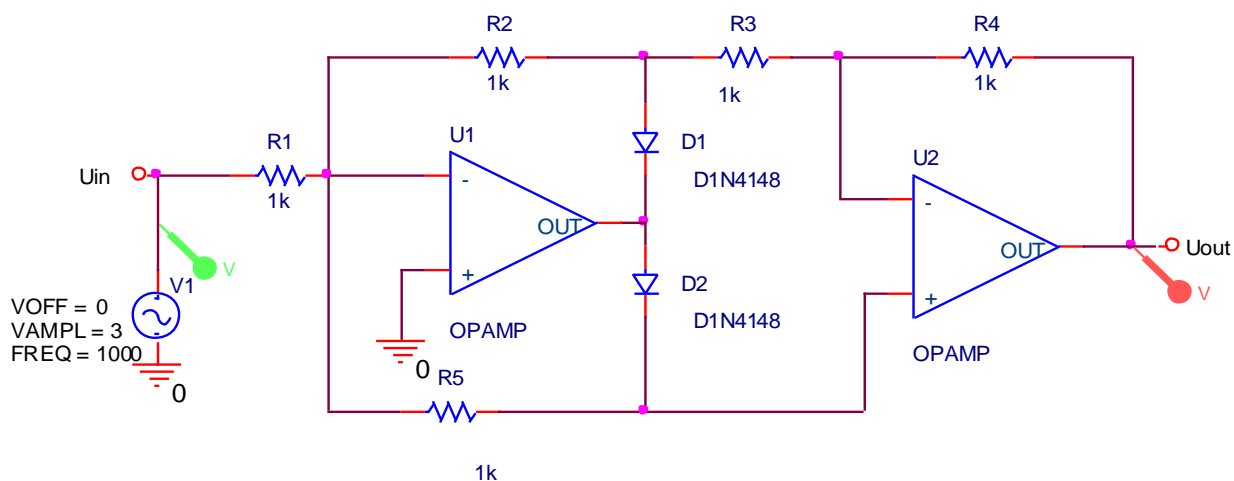 R2
R3
R4
1k
1k
1k
U1
D1
R1
U2
Uin
-
D1N4148
1k
-
OUT
OUT
Uout
V
+
D2
V
V1
+
VOFF = 0
VAMPL = 3
D1N4148
FREQ = 1000
OPAMP
OPAMP
0
R5
0
1k